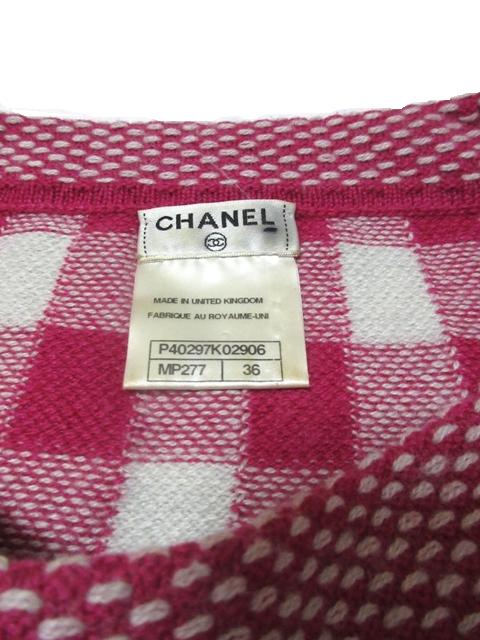 CHANEL
MADE IN UNITED KINGDOM
FABRIQUE AU ROYAUME-UNI
P40297K02906
MP277 36